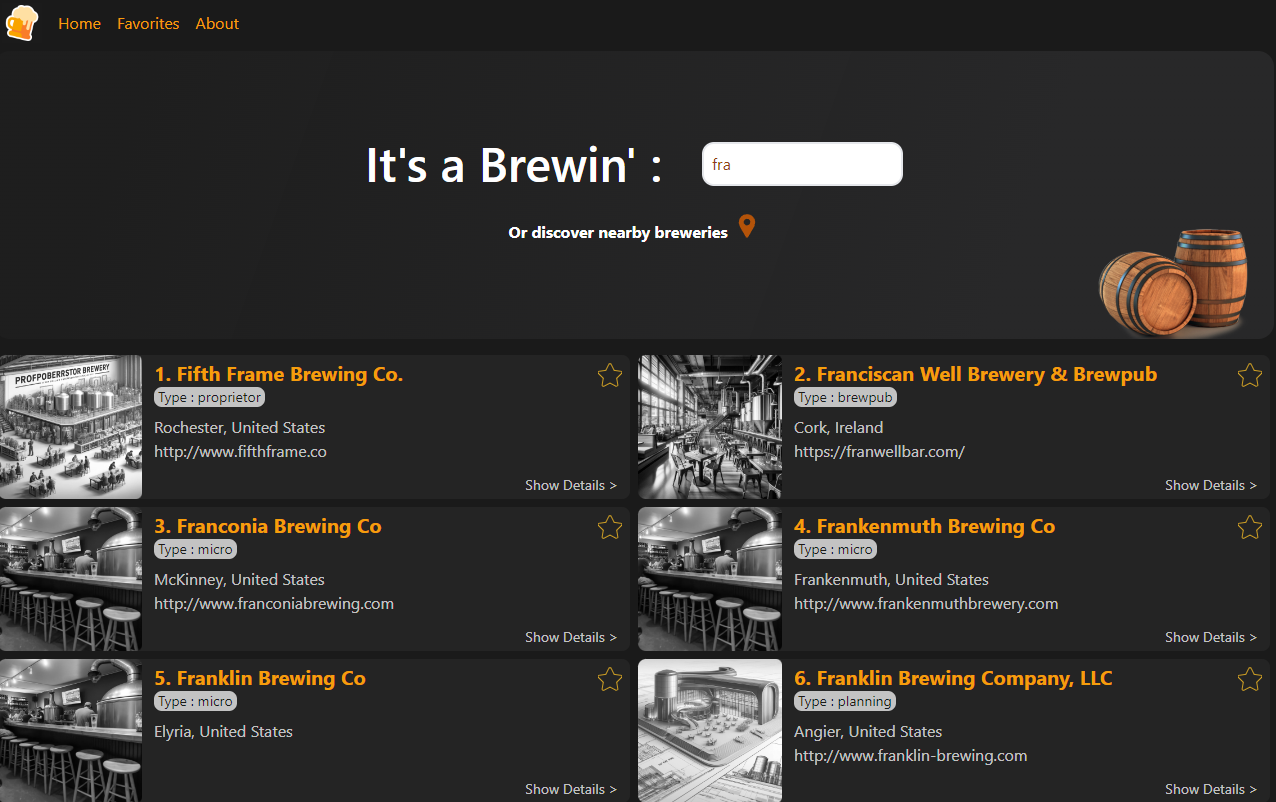 Home Favorites About
It's a Brewin' : fra
Or discover nearby breweries
PROFPOBERRSTOR BREWERY
1. Fifth Frame Brewing Co.
Type : proprietor
Rochester, United States
http://www.fifthframe.co
Show Details >
2. Franciscan Well Brewery & Brewpub
Type : brewpub
Cork, Ireland
https://franwellbar.com/
Show Details >
3. Franconia Brewing Co
Type : micro
McKinney, United States
http://www.franconiabrewing.com
Show Details >
4. Frankenmuth Brewing Co
Type : micro
Frankenmuth, United States
http://www.frankenmuthbrewery.com
Show Details >
5. Franklin Brewing Co
Type : micro
Elyria, United States
Show Details >
6. Franklin Brewing Company, LLC
Type : planning
Angier, United States
http://www.franklin-brewing.com
Show Details >